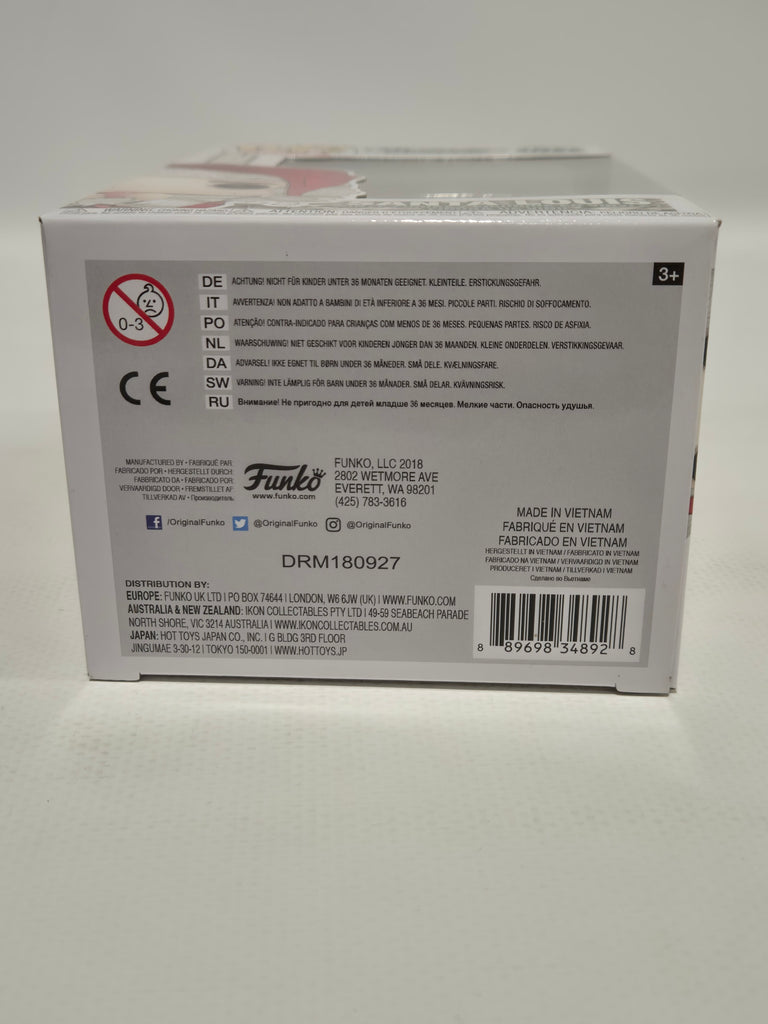 SANTA LOUIS
3+
0-3
DE ACHTUNG! NICHT FÜR KINDER UNTER 36 MONATEN GEEIGNET. KLEINTEILE. ERSTICKUNGSGEFAHR.
IT AVVERTENZA! NON ADATTO A BAMBINI DI ETÀ INFERIORE A 36 MESI. PICCOLE PARTI. RISCHIO DI SOFFOCAMENTO.
PO ATENÇÃO! CONTRA-INDICADO PARA CRIANÇAS COM MENOS DE 36 MESES. PEQUENAS PARTES. RISCO DE ASFIXIA.
NL WAARSCHUWING! NIET GESCHIKT VOOR KINDEREN JONGER DAN 36 MAANDEN. KLEINE ONDERDELEN. VERSTIKKINGSGEVAAR.
DA ADVARSEL! IKKE EGNET TIL BØRN UNDER 36 MÅNEDER. SMÅ DELE. KVÆLNINGSFARE.
SW VARNING! INTE LÄMPLIG FÖR BARN UNDER 36 MÅNADER. SMÅ DELAR. KVÄVNINGSRISK.
RU Внимание! Не пригодно для детей младше 36 месяцев. Мелкие части. Опасность удушья.
CE
MANUFACTURED BY • FABRIQUÉ PAR
FABRICADO POR • HERGESTELLT DURCH
FABBRICATO DA • FABRICADO POR
VERVAARDIGD DOOR • FREMSTILLET AF
TILLVERKAD AV • Производитель
Funko
www.funko.com
FUNKO, LLC 2018
2802 WETMORE AVE
EVERETT, WA 98201
(425) 783-3616
/OriginalFunko @OriginalFunko @OriginalFunko
DRM180927
MADE IN VIETNAM
FABRIQUÉ EN VIETNAM
FABRICADO EN VIETNAM
HERGESTELLT IN VIETNAM / FABBRICATO IN VIETNAM
FABRICADO NA VIETNAM / VERVAARDIGD IN VIETNAM
PRODUCERET I VIETNAM / TILLVERKAD I VIETNAM
Сделано во Вьетнаме
DISTRIBUTION BY:
EUROPE: FUNKO UK LTD | PO BOX 74644 | LONDON, W6 6JW (UK) | WWW.FUNKO.COM
AUSTRALIA & NEW ZEALAND: IKON COLLECTABLES PTY LTD | 49-59 SEABEACH PARADE
NORTH SHORE, VIC 3214 AUSTRALIA | WWW.IKONCOLLECTABLES.COM.AU
JAPAN: HOT TOYS JAPAN CO., INC. | G BLDG 3RD FLOOR
JINGUMAE 3-30-12 | TOKYO 150-0001 | WWW.HOTTOYS.JP
8 89698 34892 8